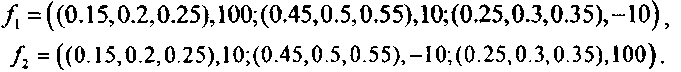 f₁ = ((0.15,0.2,0.25),100;(0.45,0.5,0.55),10;(0.25,0.3,0.35),−10),
f₂ = ((0.15,0.2,0.25),10;(0.45,0.5,0.55),−10;(0.25,0.3,0.35),100).